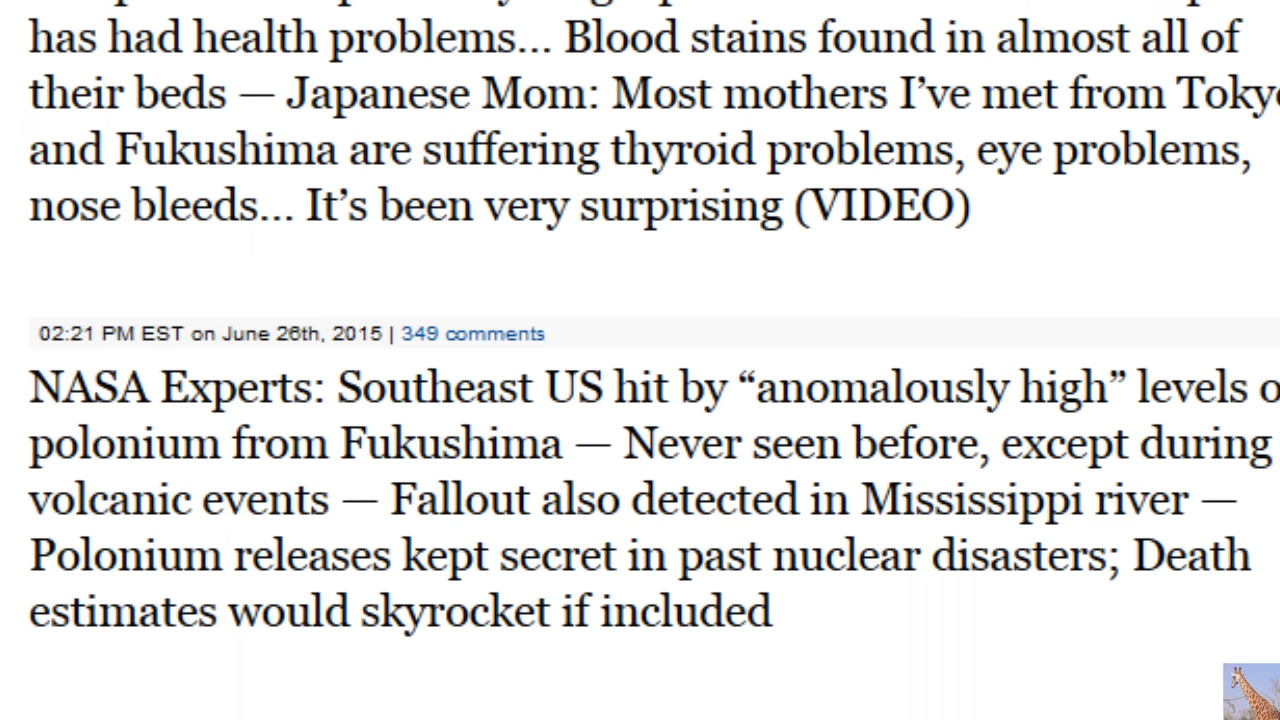 has had health problems... Blood stains found in almost all of
their beds — Japanese Mom: Most mothers I’ve met from
and Fukushima are suffering thyroid problems, eye problems,
nose bleeds... It’s been very surprising (VIDEO)
02:21 PM EST on June 26th, 2015 | 349 comments
NASA Experts: Southeast US hit by “anomalously high” levels
polonium from Fukushima — Never seen before, except during
volcanic events — Fallout also detected in Mississippi river —
Polonium releases kept secret in past nuclear disasters; Death
estimates would skyrocket if included